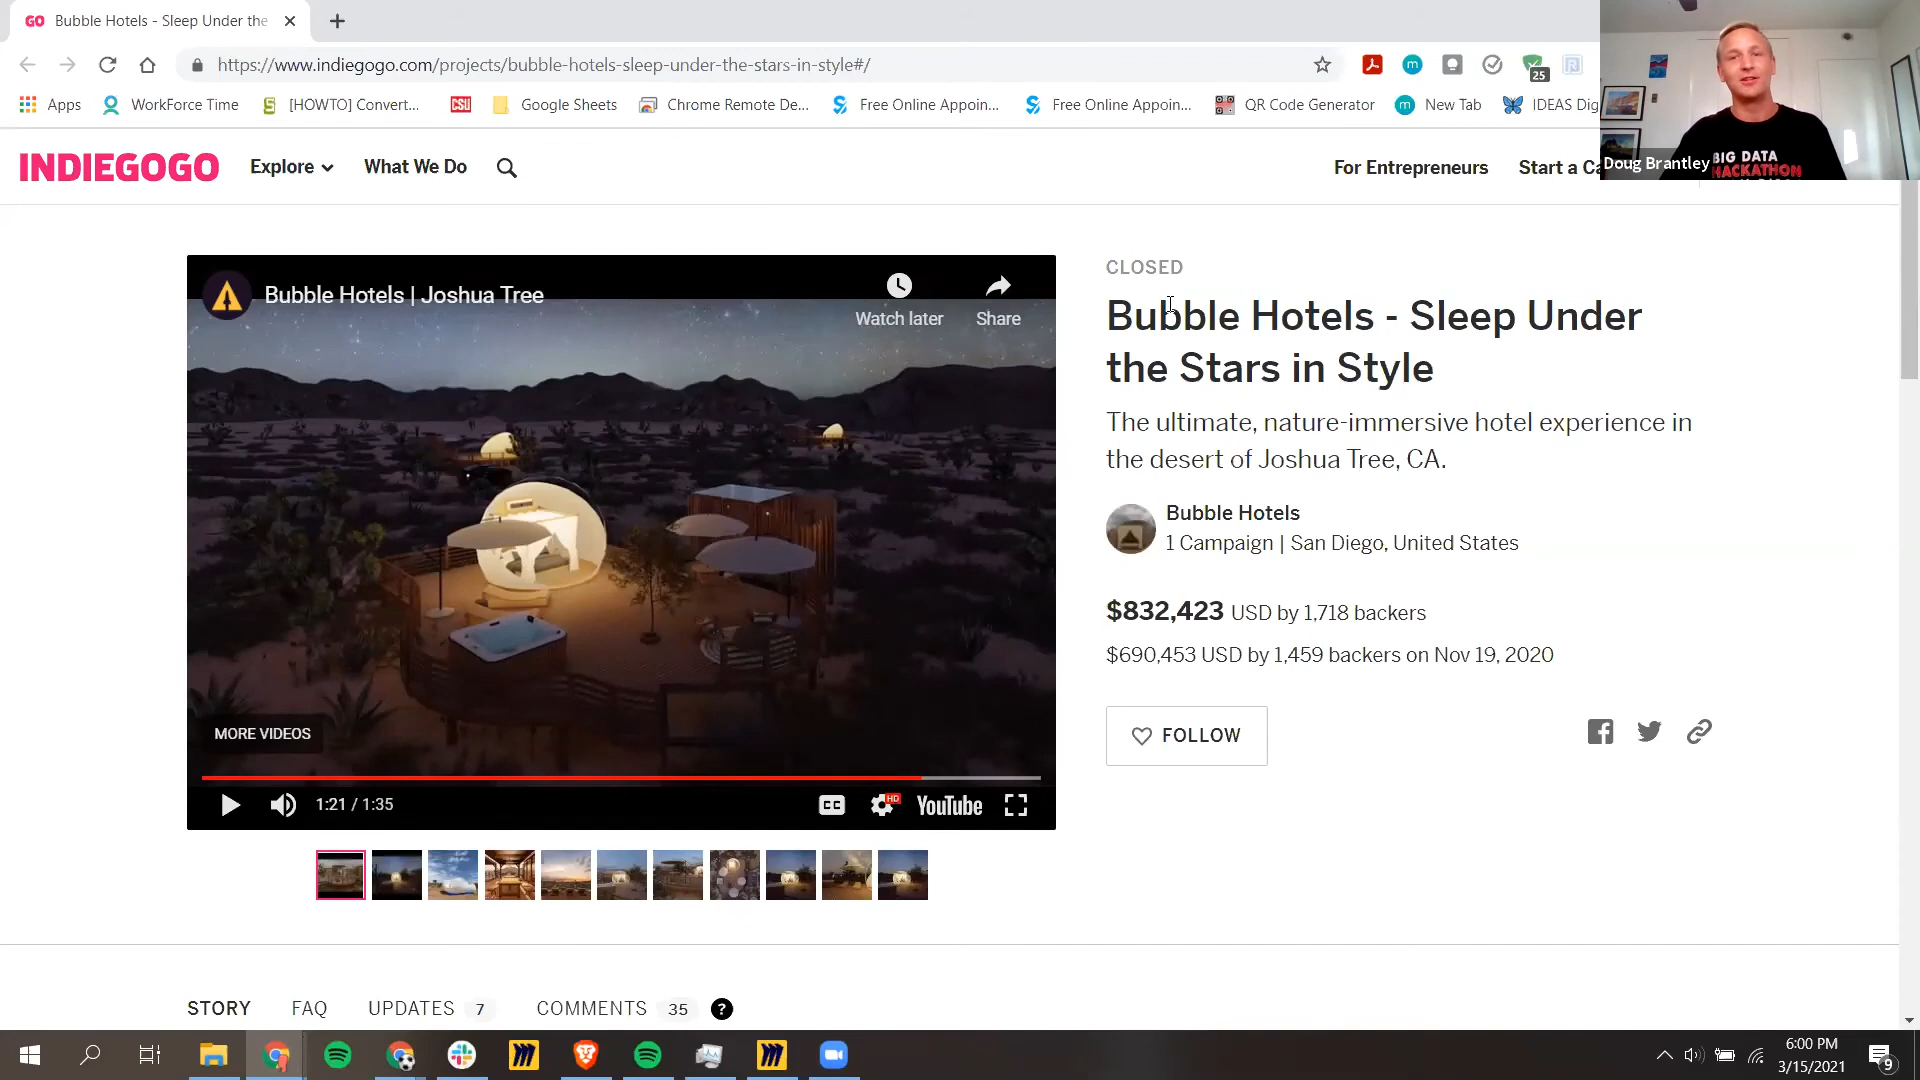 GO Bubble Hotels - Sleep Under the
https://www.indiegogo.com/projects/bubble-hotels-sleep-under-the-stars-in-style#/
25
Apps WorkForce Time [HOWTO] Convert... CSU Google Sheets Chrome Remote De... Free Online Appoin... Free Online Appoin... QR Code Generator New Tab IDEAS Dig
Doug Brantley
BIG DATA
HACKATHON
INDIEGOGO Explore What We Do For Entrepreneurs Start a Ca
Bubble Hotels | Joshua Tree
Watch later Share
MORE VIDEOS
1:21 / 1:35 CC HD YouTube
CLOSED
Bubble Hotels - Sleep Under
the Stars in Style
The ultimate, nature-immersive hotel experience in
the desert of Joshua Tree, CA.
Bubble Hotels
1 Campaign | San Diego, United States
$832,423 USD by 1,718 backers
$690,453 USD by 1,459 backers on Nov 19, 2020
FOLLOW
STORY FAQ UPDATES 7 COMMENTS 35 ?
6:00 PM
3/15/2021
9